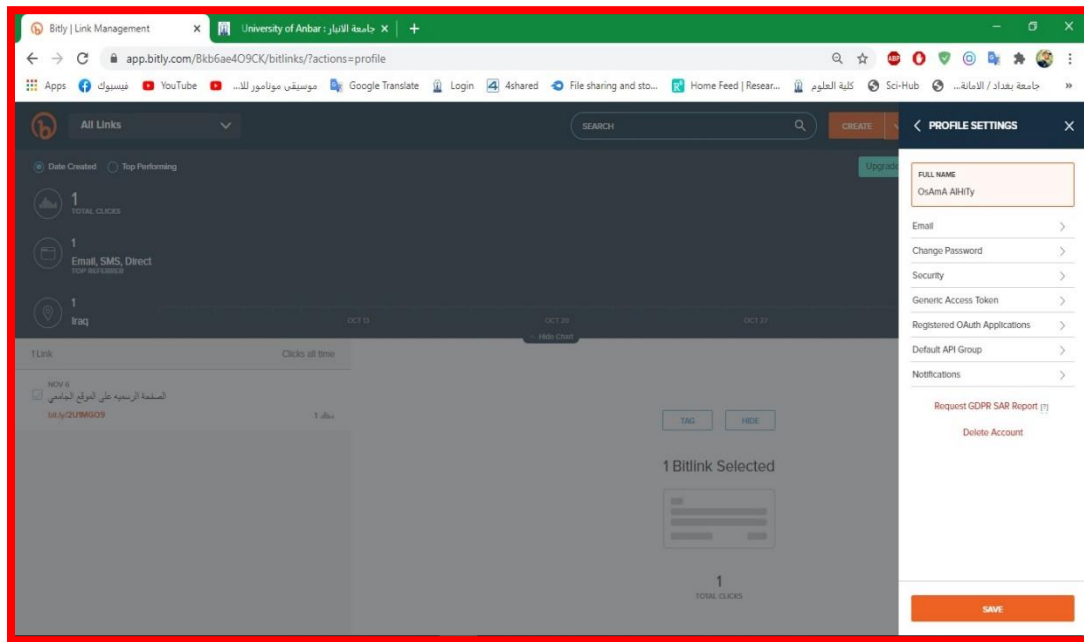 Bitly | Link Management
University of Anbar : جامعة الانبار
app.bitly.com/Bkb6ae4O9CK/bitlinks/?actions=profile
Apps
فيسبوك
YouTube
موسيقى موتامور للا...
Google Translate
Login
4shared
File sharing and sto...
Home Feed | Resear...
كلية العلوم
Sci-Hub
جامعة بغداد / الامانة...
All Links
SEARCH
CREATE
PROFILE SETTINGS
Date Created
Top Performing
Upgrade
FULL NAME
OsAmA AlHiTy
1
TOTAL CLICKS
Email
Change Password
1
Email, SMS, Direct
TOP REFERRER
Security
Generic Access Token
1
Iraq
OCT 13
OCT 20
OCT 27
Registered OAuth Applications
Hide Chart
Default API Group
1 Link
Clicks all time
Notifications
NOV 6
الصفحة الرسميه على الموقع الجامعي
bit.ly/2U1MGO9
1
Request GDPR SAR Report [?]
TAG
HIDE
Delete Account
1 Bitlink Selected
1
TOTAL CLICKS
SAVE